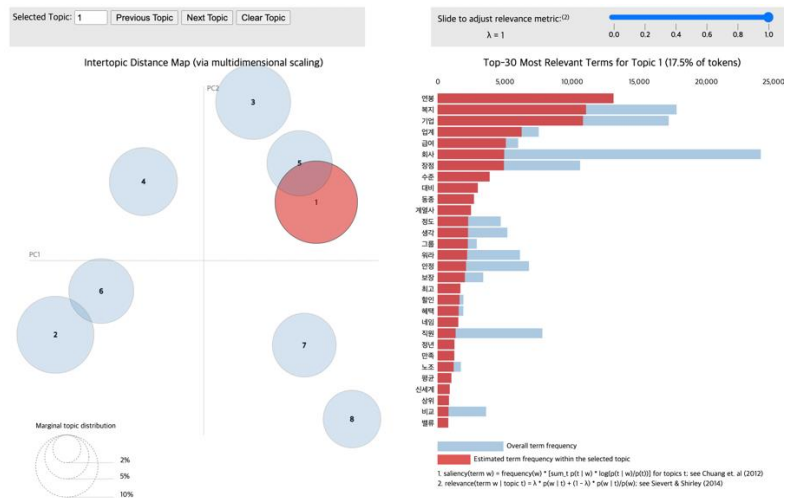 Selected Topic: 1 Previous Topic Next Topic Clear Topic
Slide to adjust relevance metric:(2)
λ = 1
0.0 0.2 0.4 0.6 0.8 1.0
Intertopic Distance Map (via multidimensional scaling)
PC2
PC1
3
5
4
1
6
2
7
8
Marginal topic distribution
2%
5%
10%
Top-30 Most Relevant Terms for Topic 1 (17.5% of tokens)
0 5,000 10,000 15,000 20,000 25,000
연봉
복지
기업
업계
급여
회사
장점
수준
대비
동종
계열사
정도
생각
그룹
워라
안정
보장
최고
할인
혜택
네임
직원
정년
만족
노조
평균
신세계
상위
비교
밸류
Overall term frequency
Estimated term frequency within the selected topic
1. saliency(term w) = frequency(w) * [sum_t p(t | w) * log(p(t | w)/p(t))] for topics t; see Chuang et. al (2012)
2. relevance(term w | topic t) = λ * p(w | t) + (1 - λ) * p(w | t)/p(w); see Sievert & Shirley (2014)